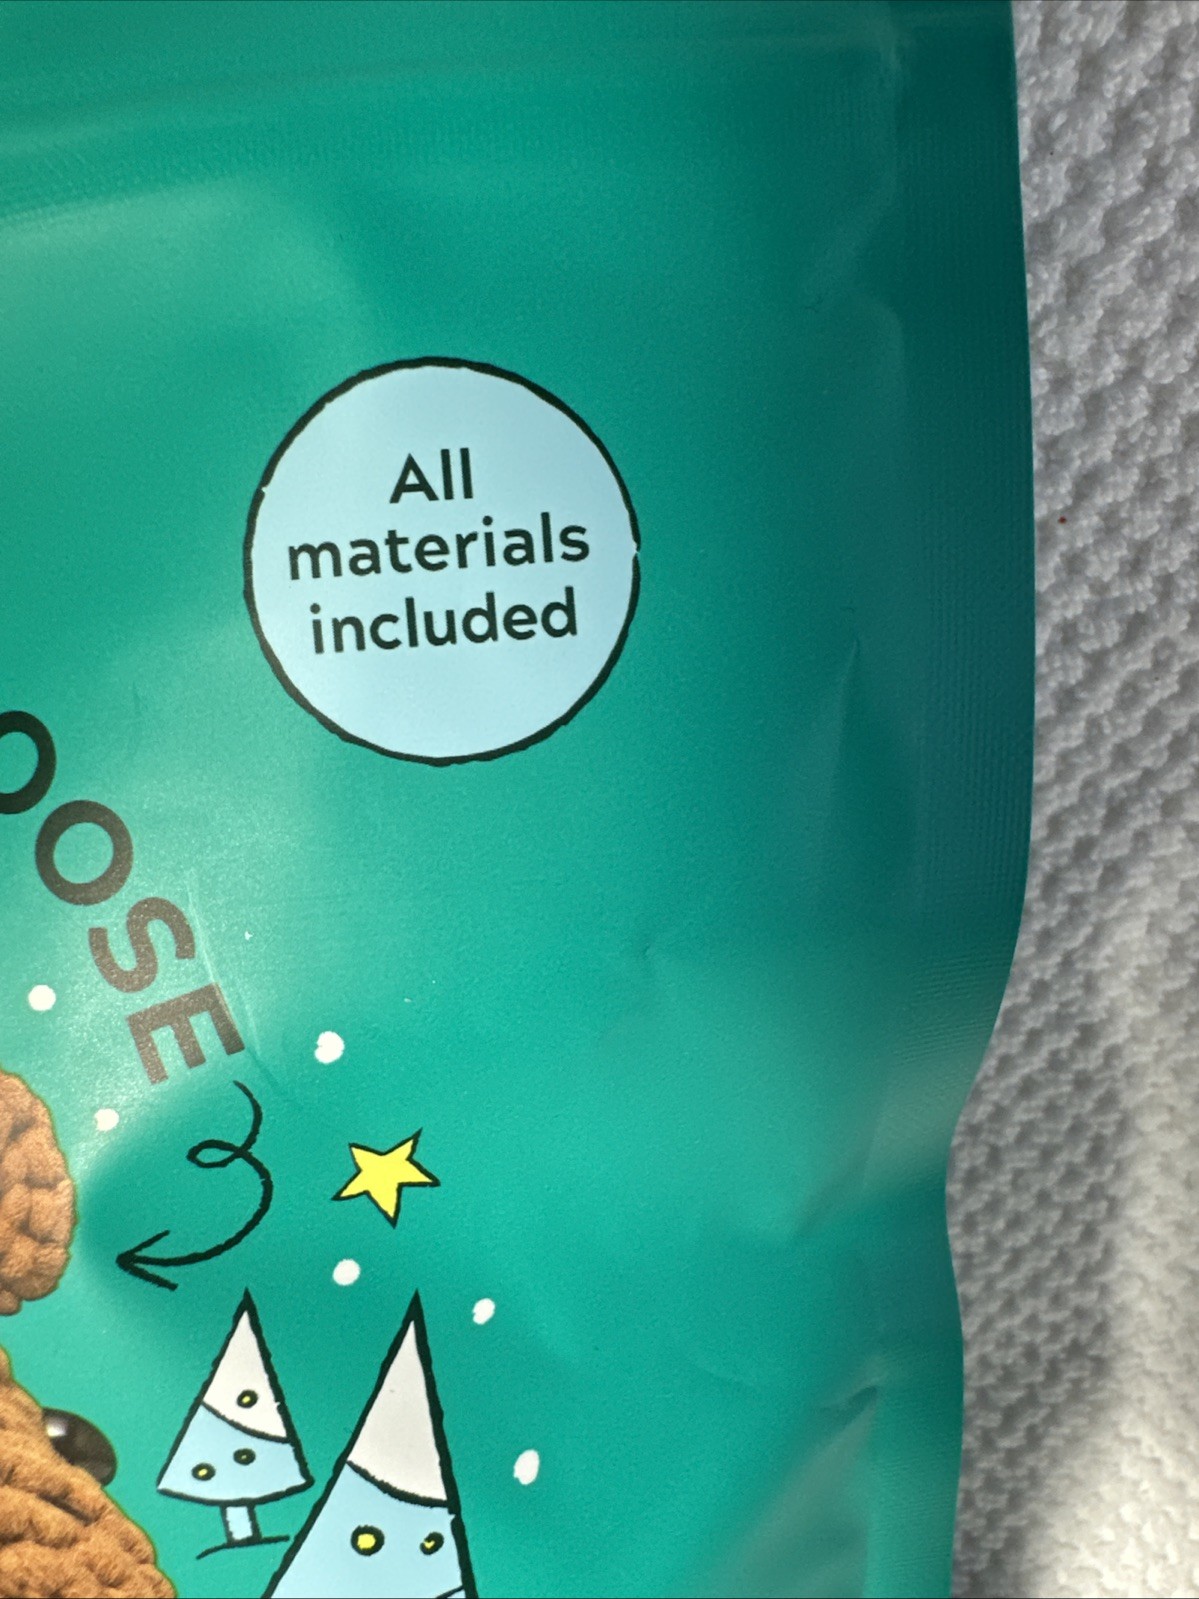 All
materials
included
OOSE